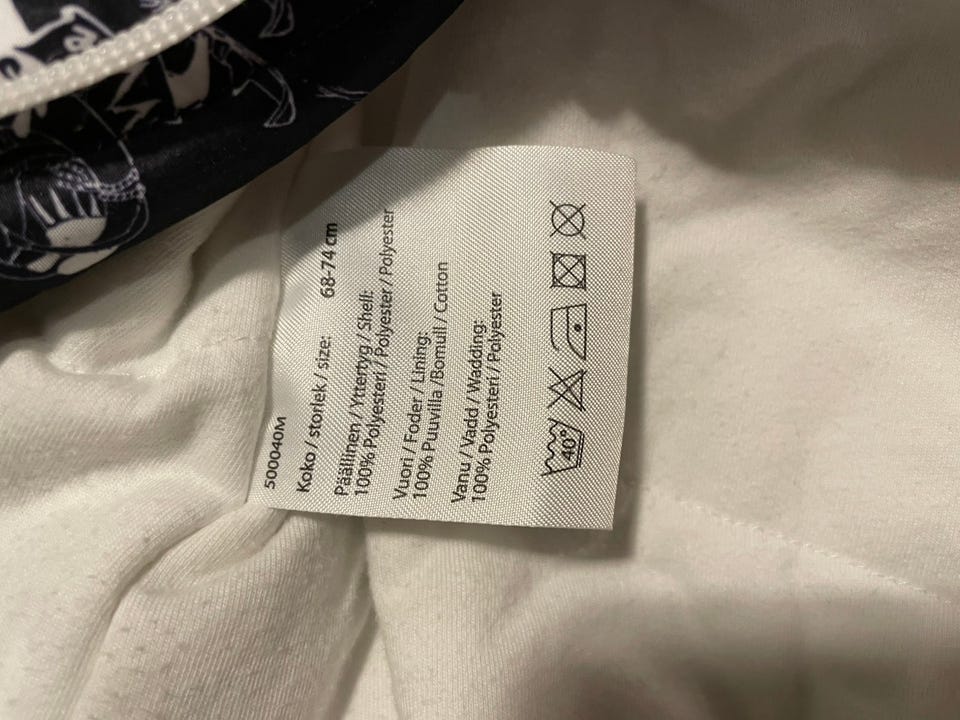 500040M
Koko / storlek / size: 68-74 cm
Päällinen / Yttertyg / Shell:
100% Polyesteri / Polyester / Polyester
Vuori / Foder / Lining:
100% Puuvilla /Bomull / Cotton
Vanu / Vadd / Wadding:
100% Polyesteri / Polyester
40°